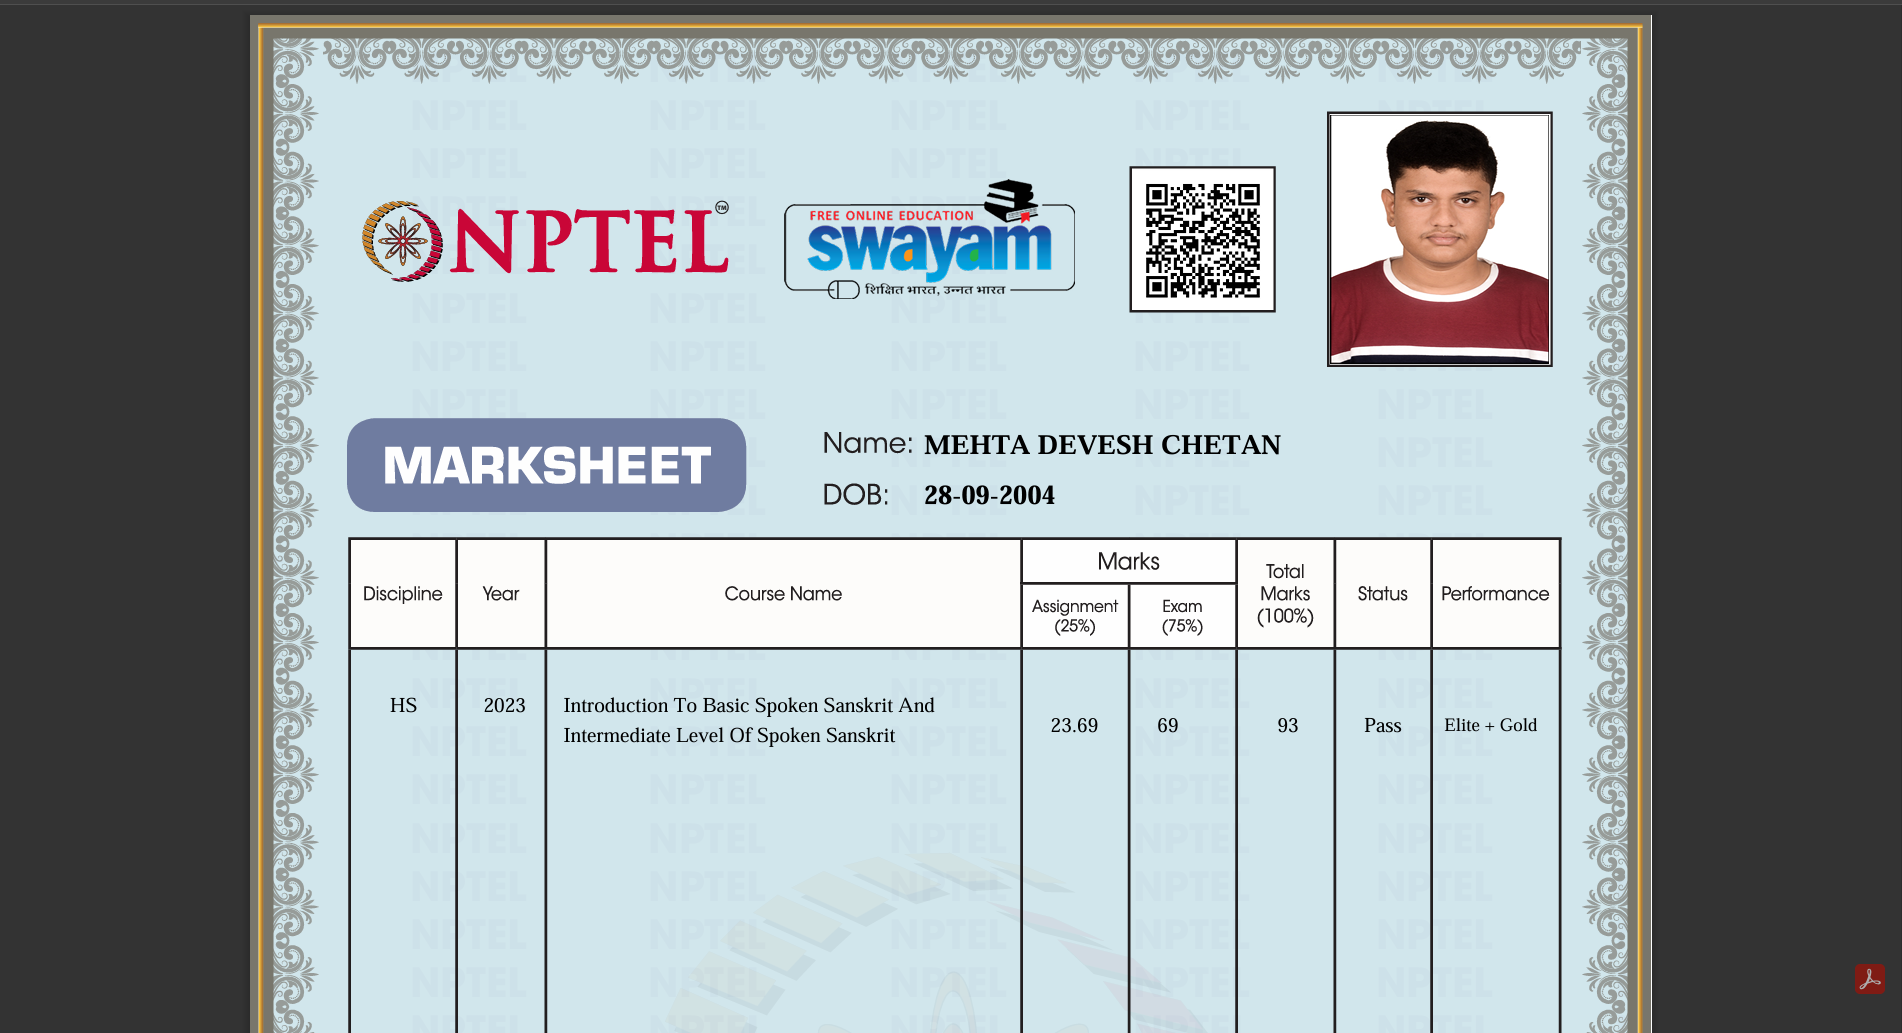 NPTEL™
FREE ONLINE EDUCATION
swayam
शिक्षित भारत, उन्नत भारत
MARKSHEET
Name: MEHTA DEVESH CHETAN
DOB: 28-09-2004
Discipline
Year
Course Name
Marks
Assignment
(25%)
Exam
(75%)
Total
Marks
(100%)
Status
Performance
HS
2023
Introduction To Basic Spoken Sanskrit And
Intermediate Level Of Spoken Sanskrit
23.69
69
93
Pass
Elite + Gold